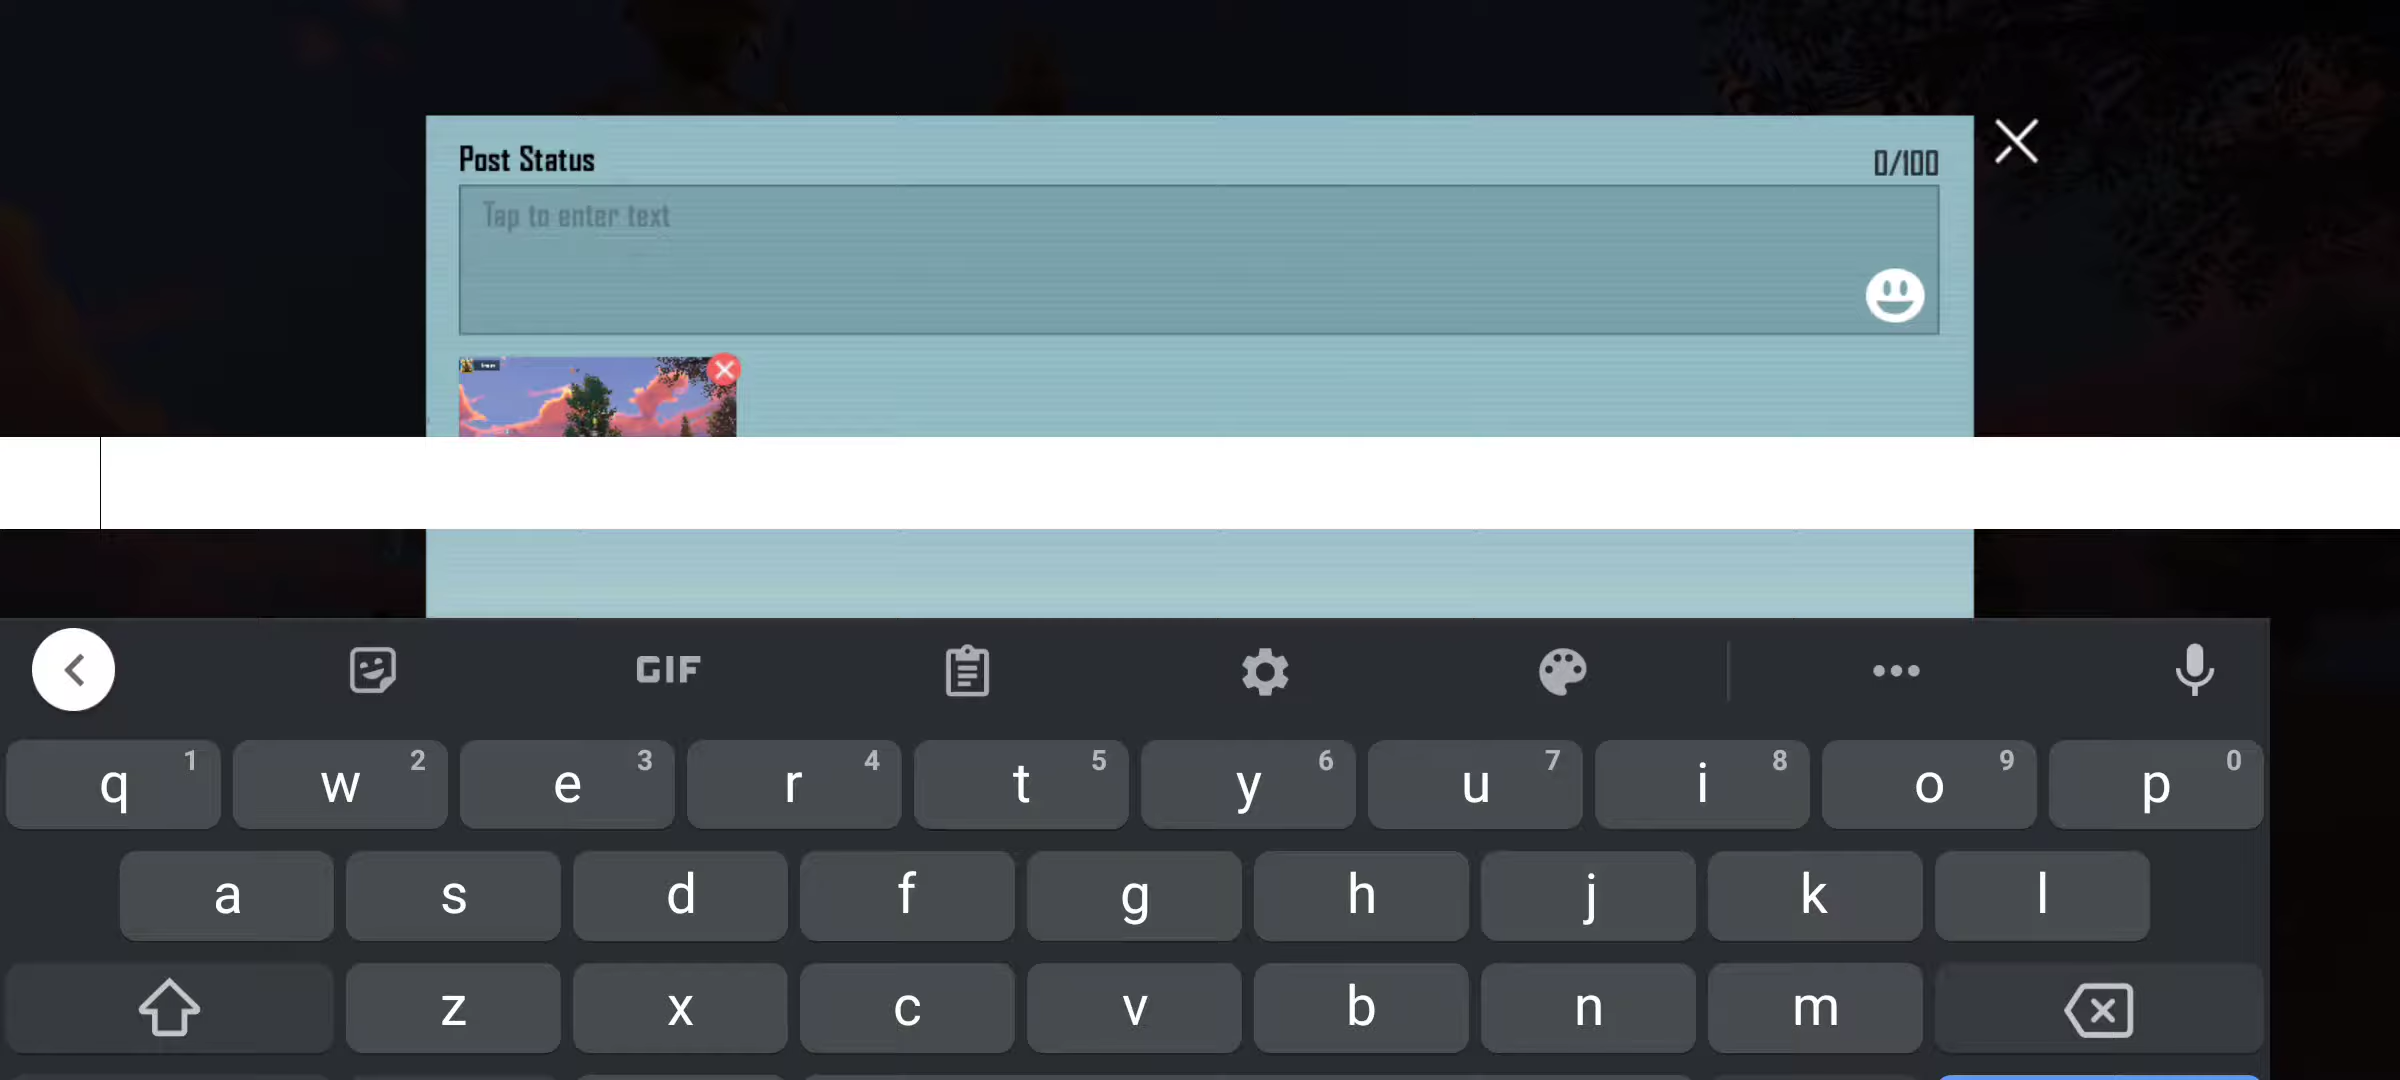 Post Status
0/100
Tap to enter text
GIF
q 1 w 2 e 3 r 4 t 5 y 6 u 7 i 8 o 9 p 0
a s d f g h j k l
z x c v b n m